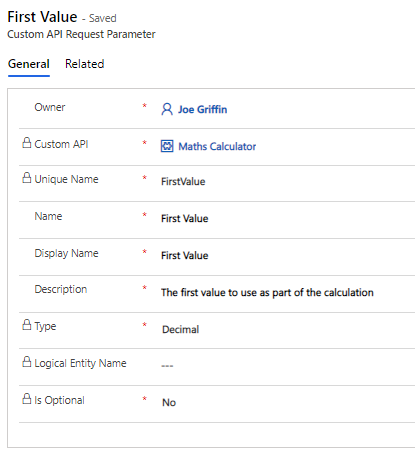 First Value - Saved
Custom API Request Parameter
General Related
Owner * Joe Griffin
Custom API * Maths Calculator
Unique Name * FirstValue
Name * First Value
Display Name * First Value
Description * The first value to use as part of the calculation
Type * Decimal
Logical Entity Name ---
Is Optional * No